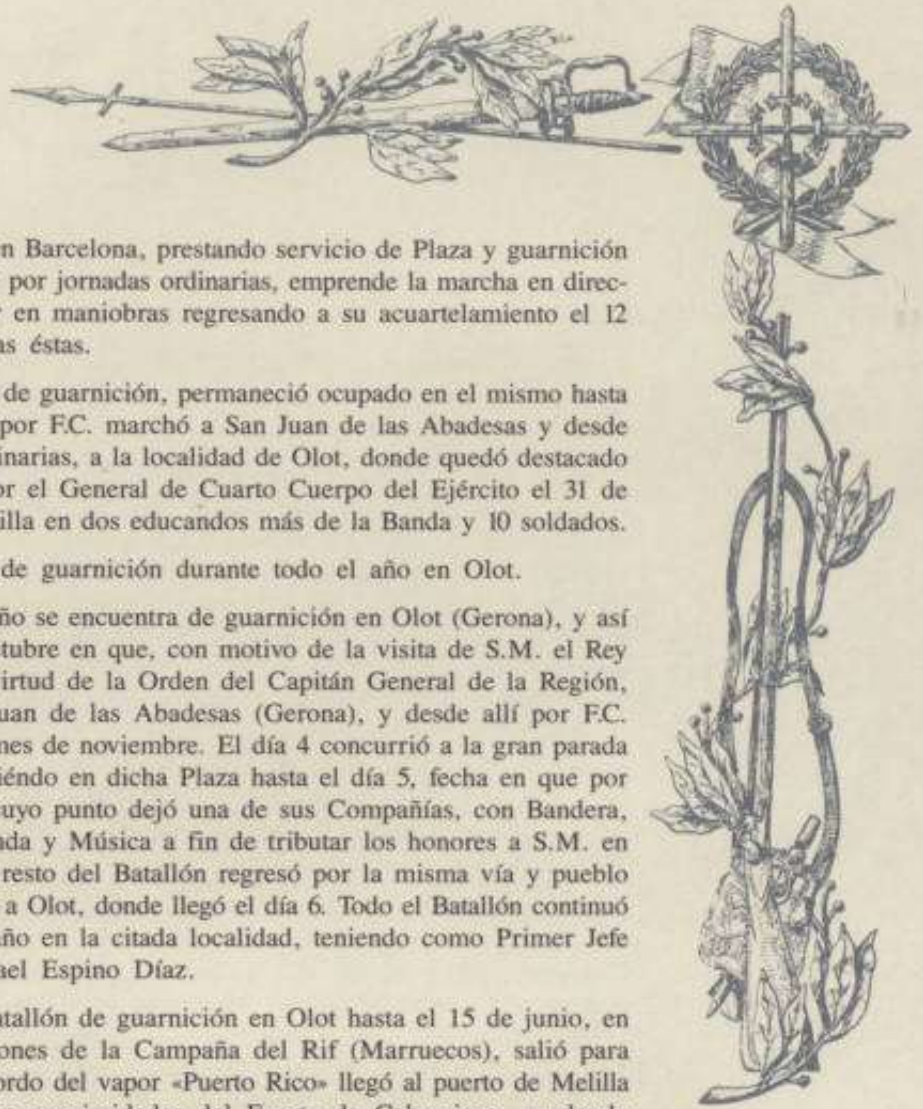 n Barcelona, prestando servicio de Plaza y guarnición
por jornadas ordinarias, emprende la marcha en direc-
en maniobras regresando a su acuartelamiento el 12
as éstas.
de guarnición, permaneció ocupado en el mismo hasta
por F.C. marchó a San Juan de las Abadesas y desde
inarias, a la localidad de Olot, donde quedó destacado
or el General de Cuarto Cuerpo del Ejército el 31 de
illa en dos educandos más de la Banda y 10 soldados.
de guarnición durante todo el año en Olot.
ño se encuentra de guarnición en Olot (Gerona), y así
tubre en que, con motivo de la visita de S.M. el Rey
irtud de la Orden del Capitán General de la Región,
uan de las Abadesas (Gerona), y desde allí por F.C.
nes de noviembre. El día 4 concurrió a la gran parada
iéndo en dicha Plaza hasta el día 5, fecha en que por
cuyo punto dejó una de sus Compañías, con Bandera,
nda y Música a fin de tributar los honores a S.M. en
resto del Batallón regresó por la misma vía y pueblo
a Olot, donde llegó el día 6. Todo el Batallón continuó
ño en la citada localidad, teniendo como Primer Jefe
ael Espino Díaz.
atallón de guarnición en Olot hasta el 15 de junio, en
ones de la Campaña del Rif (Marruecos), salió para
ordo del vapor «Puerto Rico» llegó al puerto de Melilla